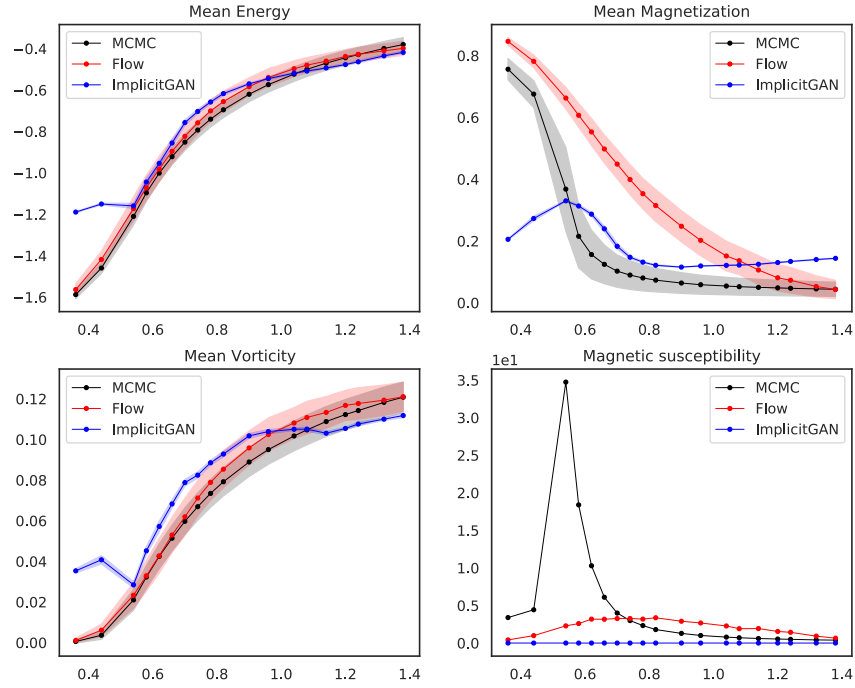 Mean Energy
MCMC
Flow
ImplicitGAN
−0.4
−0.6
−0.8
−1.0
−1.2
−1.4
−1.6
0.4 0.6 0.8 1.0 1.2 1.4
Mean Magnetization
MCMC
Flow
ImplicitGAN
0.8
0.6
0.4
0.2
0.0
0.4 0.6 0.8 1.0 1.2 1.4
Mean Vorticity
MCMC
Flow
ImplicitGAN
0.12
0.10
0.08
0.06
0.04
0.02
0.00
0.4 0.6 0.8 1.0 1.2 1.4
Magnetic susceptibility
1e1
MCMC
Flow
ImplicitGAN
3.5
3.0
2.5
2.0
1.5
1.0
0.5
0.0
0.4 0.6 0.8 1.0 1.2 1.4